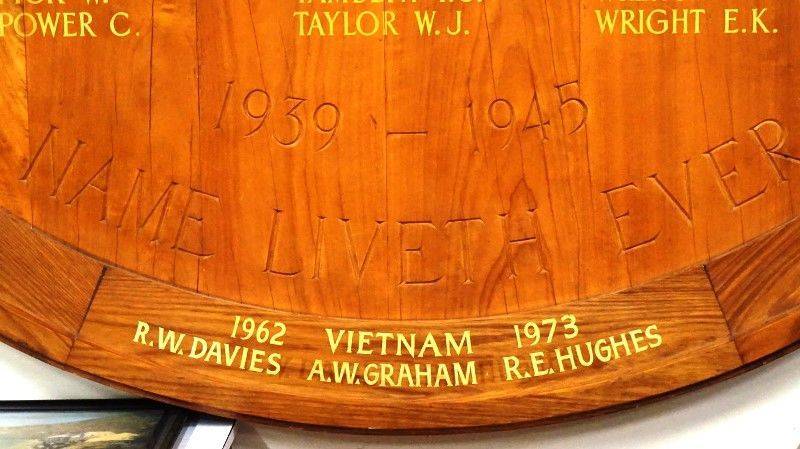 POWER C. TAYLOR W.J. WRIGHT E.K.
1939 – 1945
NAME LIVETH EVER
1962 VIETNAM 1973
R.W. DAVIES A.W. GRAHAM R.E. HUGHES